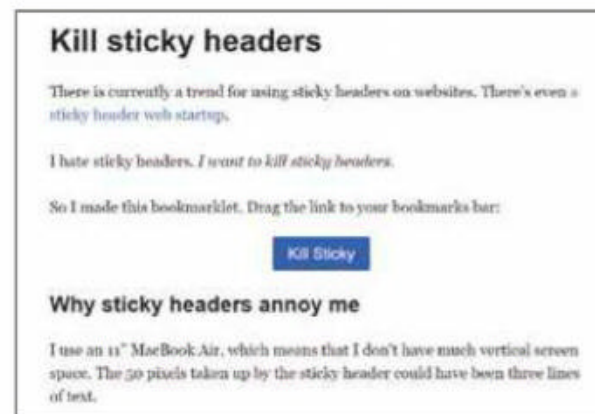 Kill sticky headers
There is currently a trend for using sticky headers on websites. There's even a
sticky header web startup.
I hate sticky headers. I want to kill sticky headers.
So I made this bookmarklet. Drag the link to your bookmarks bar:
Kill Sticky
Why sticky headers annoy me
I use an 11" MacBook Air, which means that I don't have much vertical screen
space. The 50 pixels taken up by the sticky header could have been three lines
of text.